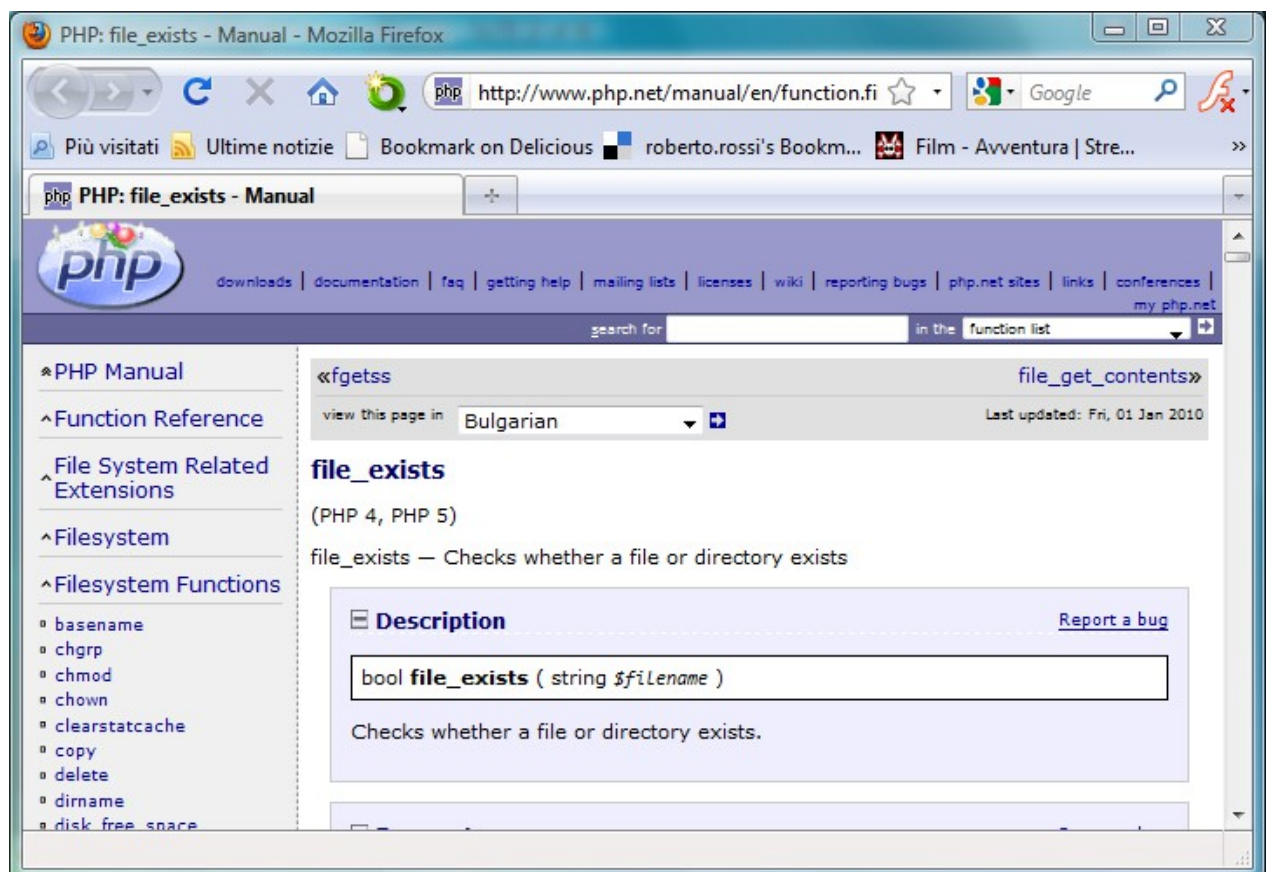 PHP: file_exists - Manual - Mozilla Firefox
php http://www.php.net/manual/en/function.fi Google
Più visitati Ultime notizie Bookmark on Delicious roberto.rossi's Bookm... Film - Avventura | Stre... »
php PHP: file_exists - Manual
php
downloads | documentation | faq | getting help | mailing lists | licenses | wiki | reporting bugs | php.net sites | links | conferences |
my php.net
search for in the function list
PHP Manual
Function Reference
File System Related
Extensions
Filesystem
Filesystem Functions
basename
chgrp
chmod
chown
clearstatcache
copy
delete
dirname
disk_free_space
«fgetss file_get_contents»
view this page in Bulgarian Last updated: Fri, 01 Jan 2010
file_exists
(PHP 4, PHP 5)
file_exists — Checks whether a file or directory exists
Description Report a bug
bool file_exists ( string $filename )
Checks whether a file or directory exists.